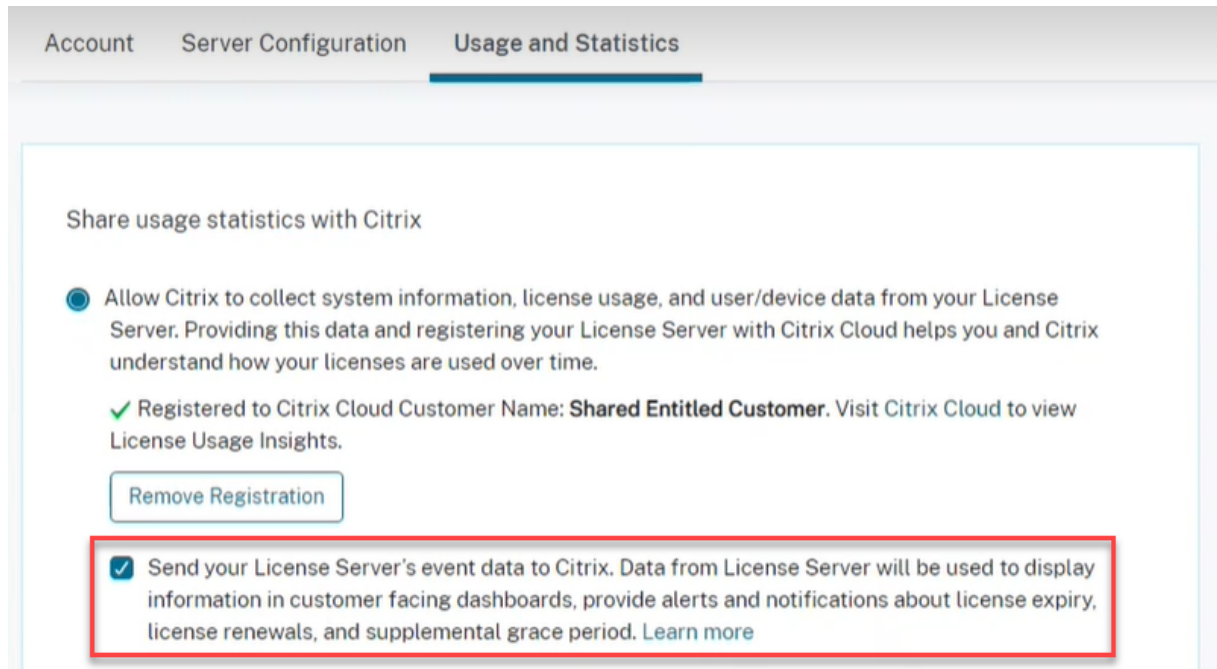 Account Server Configuration Usage and Statistics
Share usage statistics with Citrix
Allow Citrix to collect system information, license usage, and user/device data from your License
Server. Providing this data and registering your License Server with Citrix Cloud helps you and Citrix
understand how your licenses are used over time.
Registered to Citrix Cloud Customer Name: Shared Entitled Customer. Visit Citrix Cloud to view
License Usage Insights.
Remove Registration
Send your License Server's event data to Citrix. Data from License Server will be used to display
information in customer facing dashboards, provide alerts and notifications about license expiry,
license renewals, and supplemental grace period. Learn more